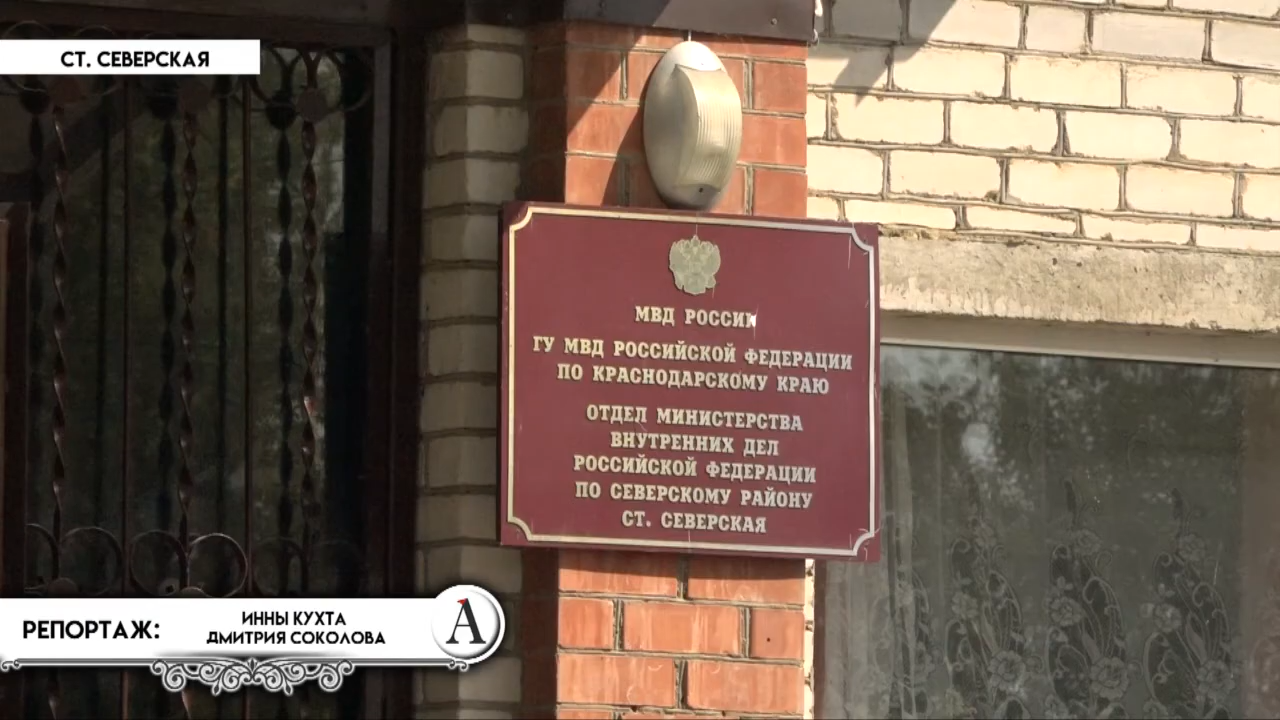 СТ. СЕВЕРСКАЯ
МВД РОССИИ
ГУ МВД РОССИЙСКОЙ ФЕДЕРАЦИИ
ПО КРАСНОДАРСКОМУ КРАЮ
ОТДЕЛ МИНИСТЕРСТВА
ВНУТРЕННИХ ДЕЛ
РОССИЙСКОЙ ФЕДЕРАЦИИ
ПО СЕВЕРСКОМУ РАЙОНУ
СТ. СЕВЕРСКАЯ
РЕПОРТАЖ:
ИННЫ КУХТА
ДМИТРИЯ СОКОЛОВА
А